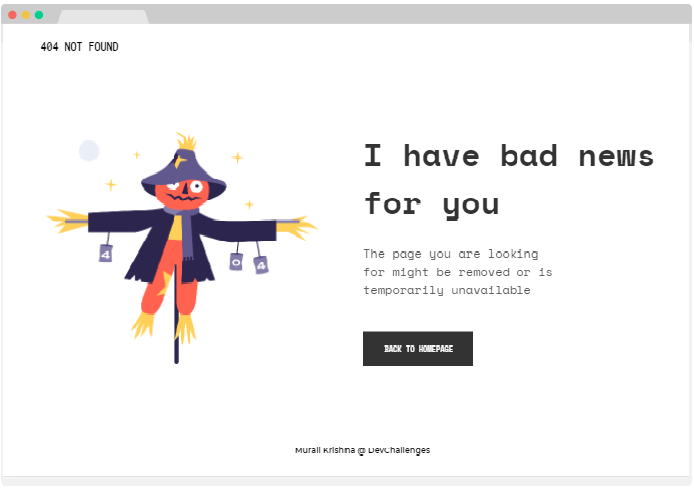 404 NOT FOUND
I have bad news
for you
4
0
4
The page you are looking
for might be removed or is
temporarily unavailable
BACK TO HOMEPAGE
Murali Krishna @ DevChallenges